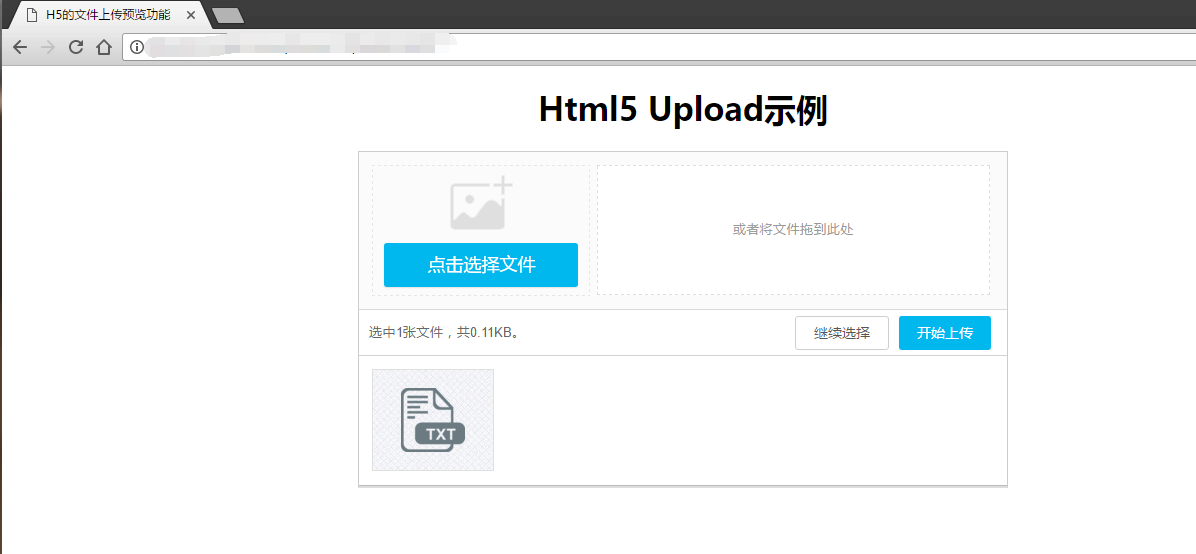 H5的文件上传预览功能
Html5 Upload示例
点击选择文件
或者将文件拖到此处
选中1张文件，共0.11KB。
继续选择
开始上传
TXT